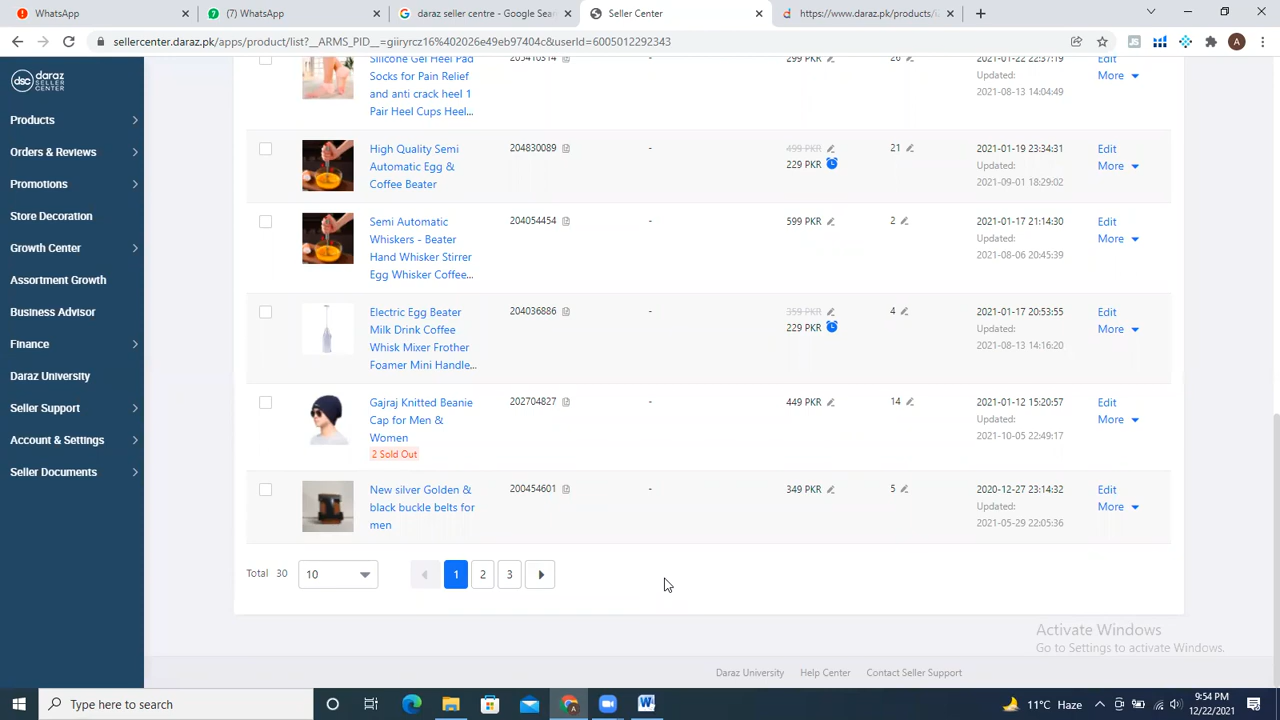 WhatsApp
(7) WhatsApp
daraz seller center - Google Sear
Seller Center
https://www.daraz.pk/products/i
sellercenter.daraz.pk/apps/product/list?__ARMS_PID__=giiryrcz16%402026e49eb97404c&userId=6005012292343
daraz
SELLER
CENTER
dsc
Products
Orders & Reviews
Promotions
Store Decoration
Growth Center
Assortment Growth
Business Advisor
Finance
Daraz University
Seller Support
Account & Settings
Seller Documents
Silicone Gel Heel Pad
Socks for Pain Relief
and anti crack heel 1
Pair Heel Cups Heel...
205410314
-
299 PKR
26
2021-01-22 22:37:19
Updated:
2021-08-13 14:04:49
Edit
More
High Quality Semi
Automatic Egg &
Coffee Beater
204830089
-
499 PKR
229 PKR
21
2021-01-19 23:34:31
Updated:
2021-09-01 18:29:02
Edit
More
Semi Automatic
Whiskers - Beater
Hand Whisker Stirrer
Egg Whisker Coffee...
204054454
-
599 PKR
2
2021-01-17 21:14:30
Updated:
2021-08-06 20:45:39
Edit
More
Electric Egg Beater
Milk Drink Coffee
Whisk Mixer Frother
Foamer Mini Handle...
204036886
-
359 PKR
229 PKR
4
2021-01-17 20:53:55
Updated:
2021-08-13 14:16:20
Edit
More
Gajraj Knitted Beanie
Cap for Men &
Women
2 Sold Out
202704827
-
449 PKR
14
2021-01-12 15:20:57
Updated:
2021-10-05 22:49:17
Edit
More
New silver Golden &
black buckle belts for
men
200454601
-
349 PKR
5
2020-12-27 23:14:32
Updated:
2021-05-29 22:05:36
Edit
More
Total 30
10
1
2
3
Activate Windows
Go to Settings to activate Windows.
Daraz University
Help Center
Contact Seller Support
Type here to search
11°C Haze
9:54 PM
12/22/2021